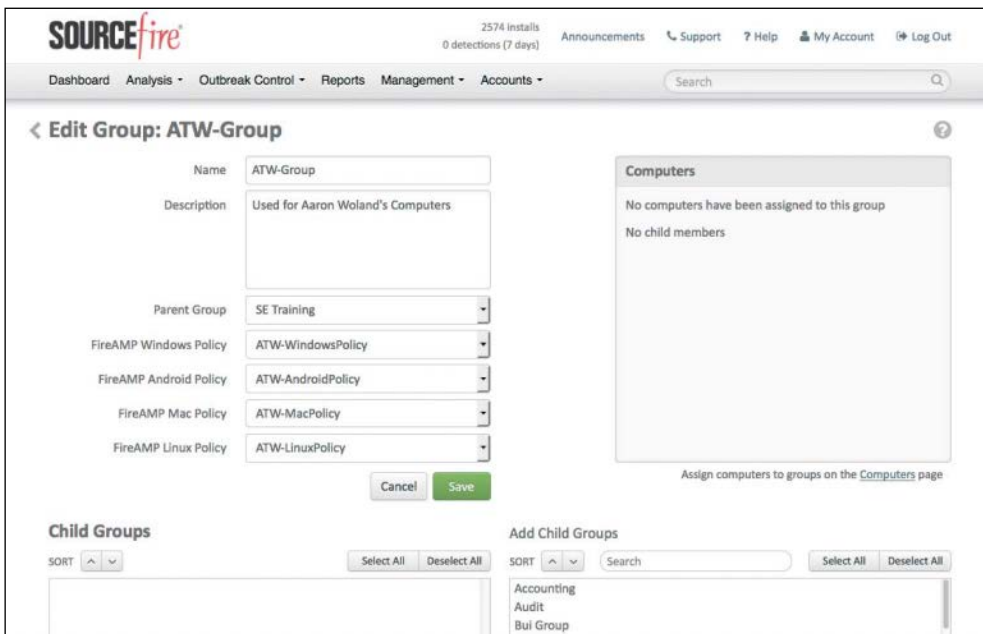 SOURCEfire®
2574 installs
0 detections (7 days)
Announcements
Support
? Help
My Account
Log Out
Dashboard
Analysis
Outbreak Control
Reports
Management
Accounts
Search
Edit Group: ATW-Group
?
Name
ATW-Group
Description
Used for Aaron Woland's Computers
Parent Group
SE Training
FireAMP Windows Policy
ATW-WindowsPolicy
FireAMP Android Policy
ATW-AndroidPolicy
FireAMP Mac Policy
ATW-MacPolicy
FireAMP Linux Policy
ATW-LinuxPolicy
Cancel
Save
Computers
No computers have been assigned to this group
No child members
Assign computers to groups on the Computers page
Child Groups
SORT
Select All
Deselect All
Add Child Groups
SORT
Search
Select All
Deselect All
Accounting
Audit
Bui Group